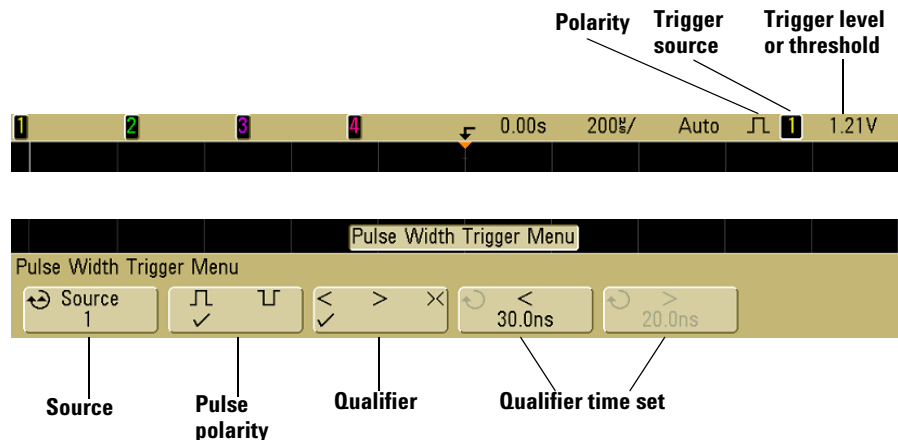 Polarity Trigger source Trigger level or threshold
1 2 3 4 0.00s 200㎲/ Auto 1 1.21V
Pulse Width Trigger Menu
Pulse Width Trigger Menu
Source 1
< > ><
< 30.0ns
> 20.0ns
Source Pulse polarity Qualifier Qualifier time set